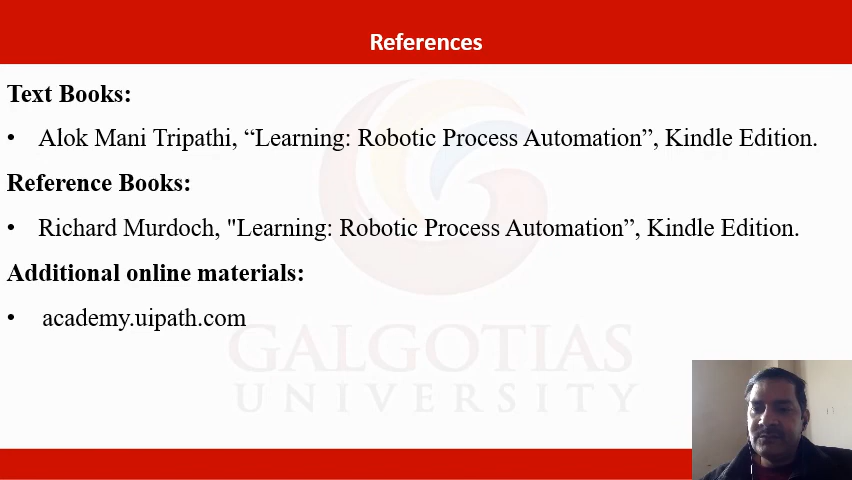 References
Text Books:
• Alok Mani Tripathi, “Learning: Robotic Process Automation”, Kindle Edition.
Reference Books:
• Richard Murdoch, "Learning: Robotic Process Automation”, Kindle Edition.
Additional online materials:
• academy.uipath.com
GALGOTIAS
UNIVERSITY